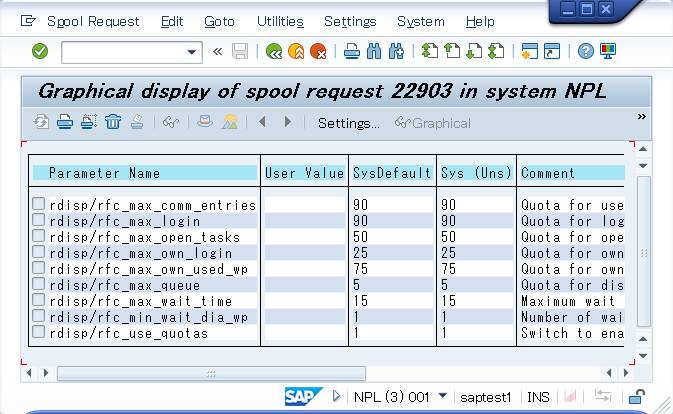 Spool Request Edit Goto Utilities Settings System Help
Graphical display of spool request 22903 in system NPL
Settings... Graphical
Parameter Name User Value SysDefault Sys (Uns) Comment
rdisp/rfc_max_comm_entries 90 90 Quota for use
rdisp/rfc_max_login 90 90 Quota for log
rdisp/rfc_max_open_tasks 50 50 Quota for ope
rdisp/rfc_max_own_login 25 25 Quota for own
rdisp/rfc_max_own_used_wp 75 75 Quota for own
rdisp/rfc_max_queue 5 5 Quota for dis
rdisp/rfc_max_wait_time 15 15 Maximum wait
rdisp/rfc_min_wait_dia_wp 1 1 Number of wai
rdisp/rfc_use_quotas 1 1 Switch to ena
SAP NPL (3) 001 saptest1 INS